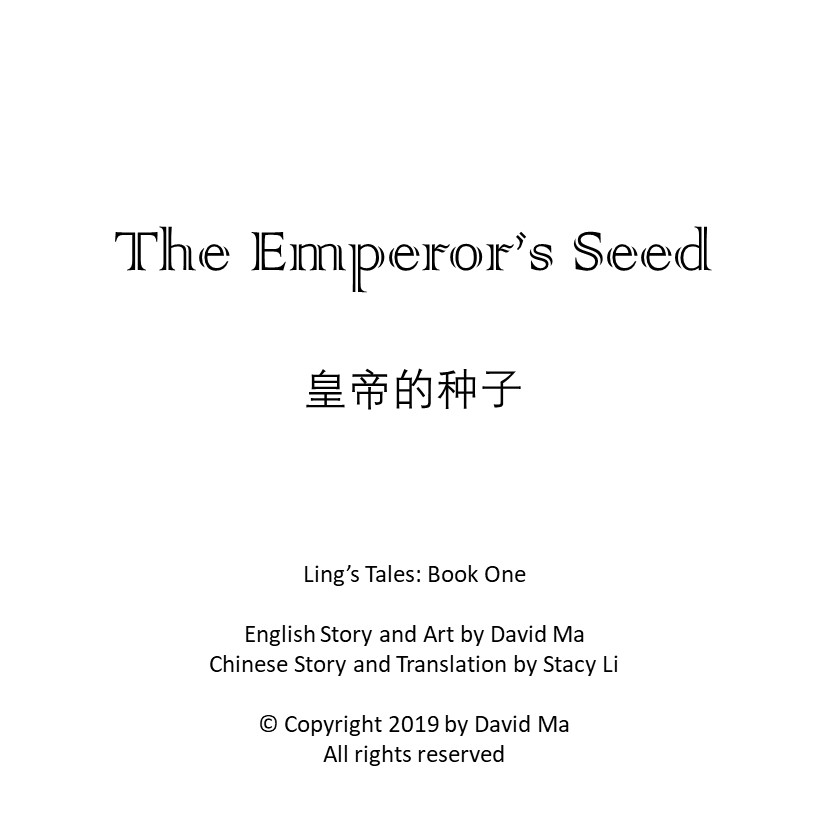 The Emperor's Seed
皇帝的种子
Ling’s Tales: Book One
English Story and Art by David Ma
Chinese Story and Translation by Stacy Li
© Copyright 2019 by David Ma
All rights reserved